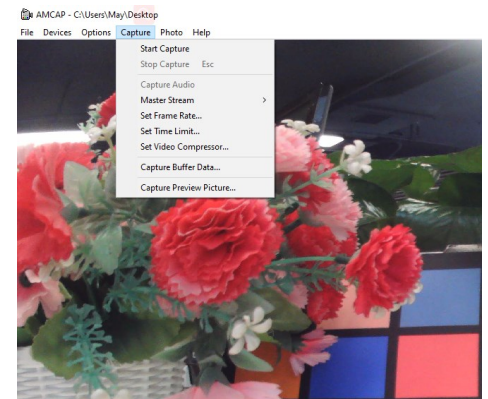 AMCAP - C:\Users\May\Desktop
File Devices Options Capture Photo Help
Start Capture
Stop Capture Esc
Capture Audio
Master Stream >
Set Frame Rate...
Set Time Limit...
Set Video Compressor...
Capture Buffer Data...
Capture Preview Picture...